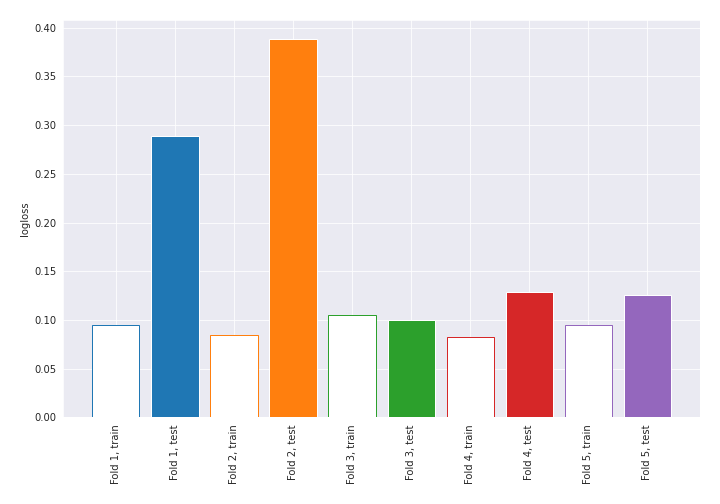 0.40
0.35
0.30
0.25
0.20
0.15
0.10
0.05
0.00
logloss
Fold 1, train
Fold 1, test
Fold 2, train
Fold 2, test
Fold 3, train
Fold 3, test
Fold 4, train
Fold 4, test
Fold 5, train
Fold 5, test